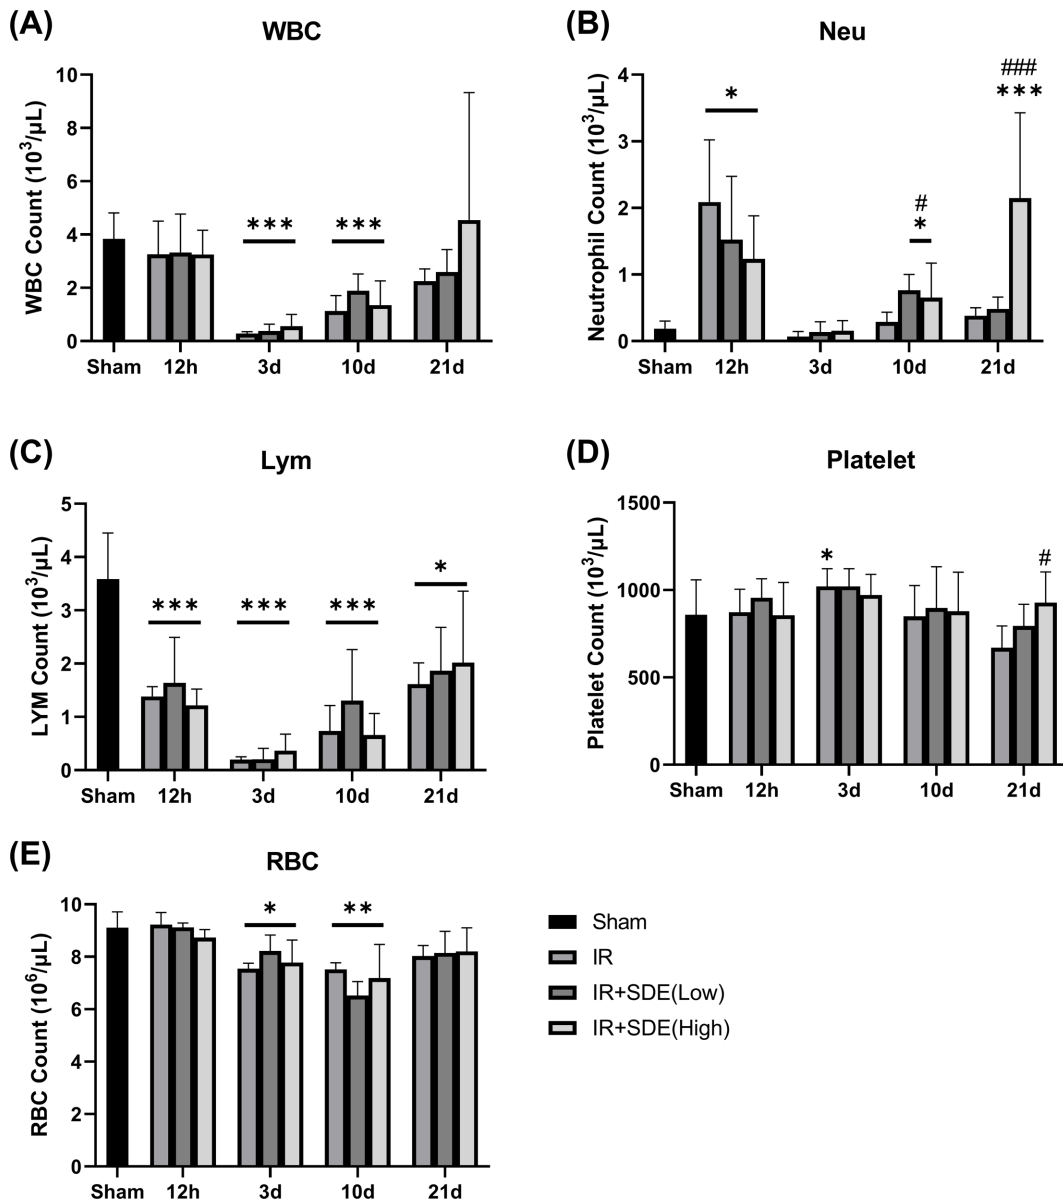 (A)
WBC
WBC Count (10³/µL)
10
8
6
4
2
0
*** ***
Sham 12h 3d 10d 21d
(B)
Neu
Neutrophil Count (10³/µL)
4
3
2
1
0
*
#
*
###
***
Sham 12h 3d 10d 21d
(C)
Lym
LYM Count (10³/µL)
5
4
3
2
1
0
*** *** *** *
Sham 12h 3d 10d 21d
(D)
Platelet
Platelet Count (10³/µL)
1500
1000
500
0
* #
Sham 12h 3d 10d 21d
(E)
RBC
RBC Count (10⁶/µL)
10
8
6
4
2
0
* **
Sham 12h 3d 10d 21d
Sham
IR
IR+SDE(Low)
IR+SDE(High)